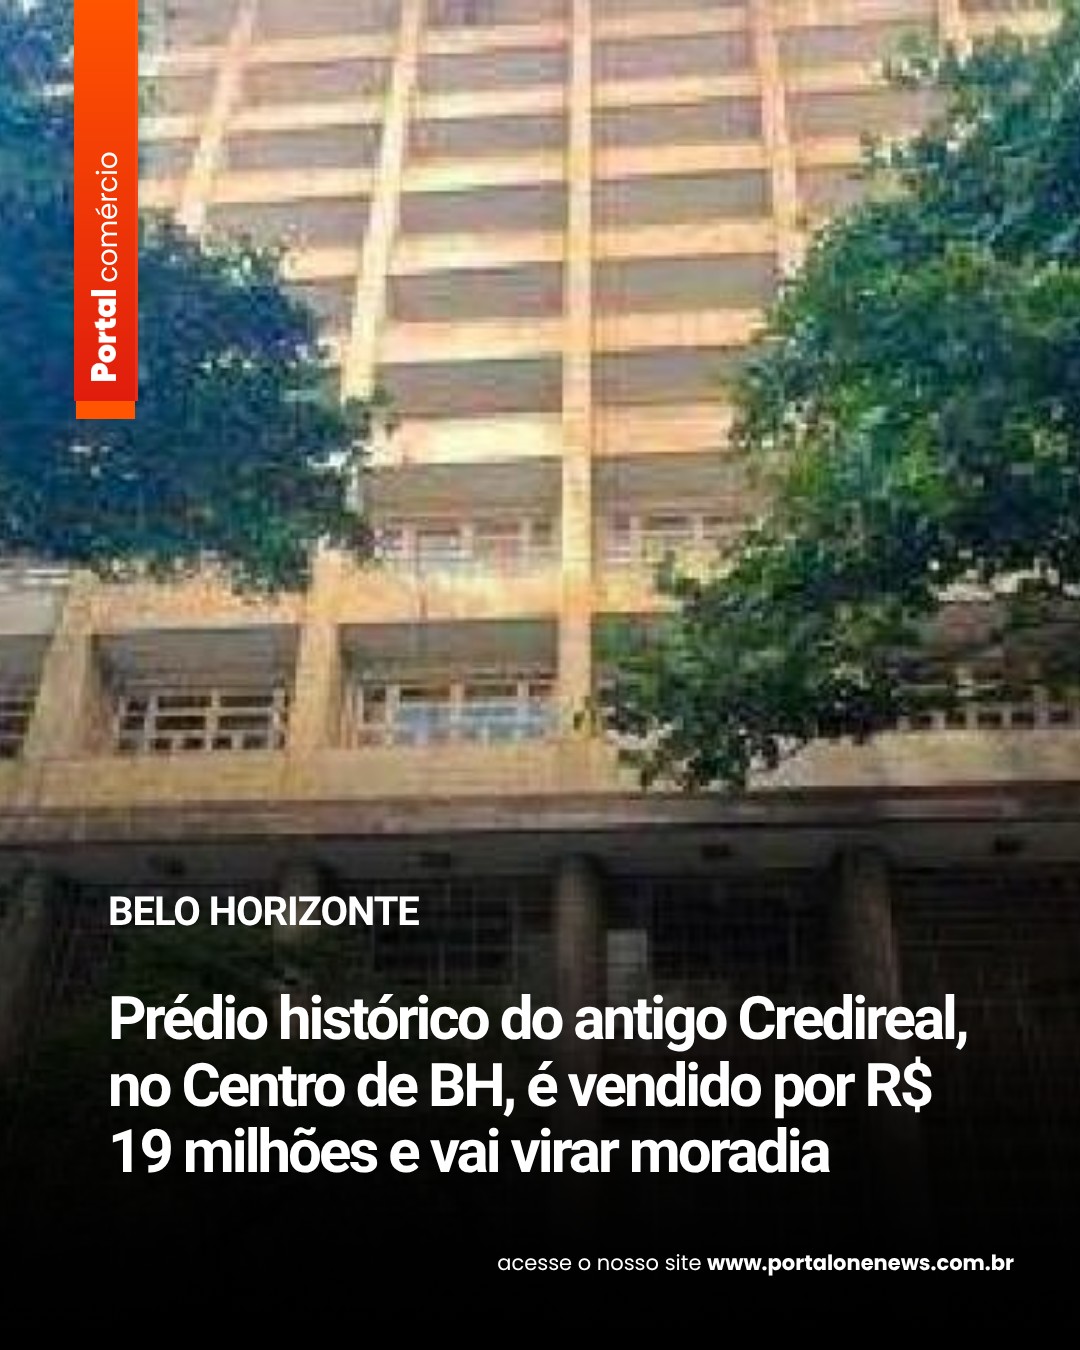 Portal comércio
BELO HORIZONTE
Prédio histórico do antigo Credireal,
no Centro de BH, é vendido por R$
19 milhões e vai virar moradia
acesse o nosso site www.portalonenews.com.br